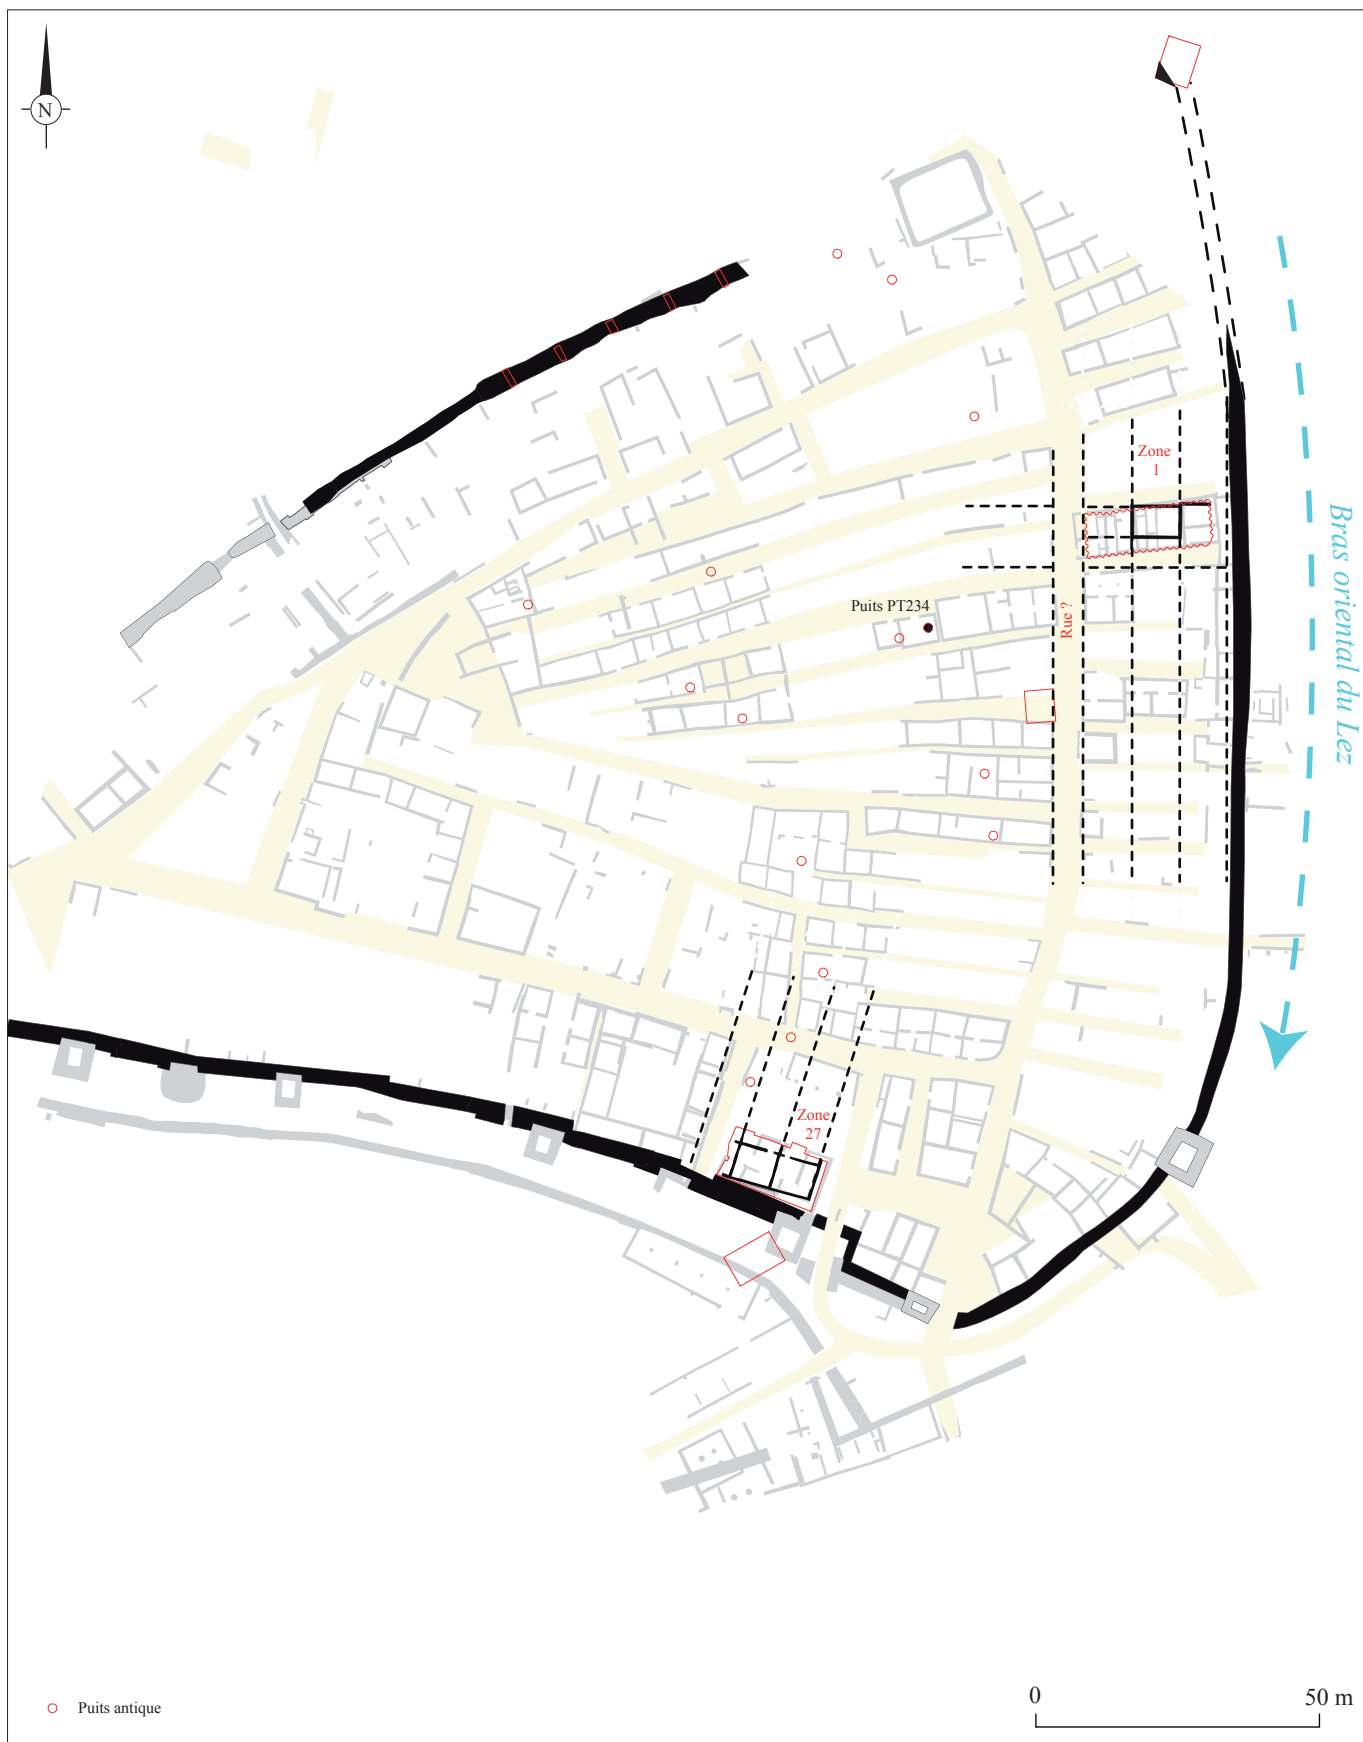 N
Zone
1
Bras oriental du Lez
Puits PT234
Rue ?
Zone
27
0
50 m
Puits antique